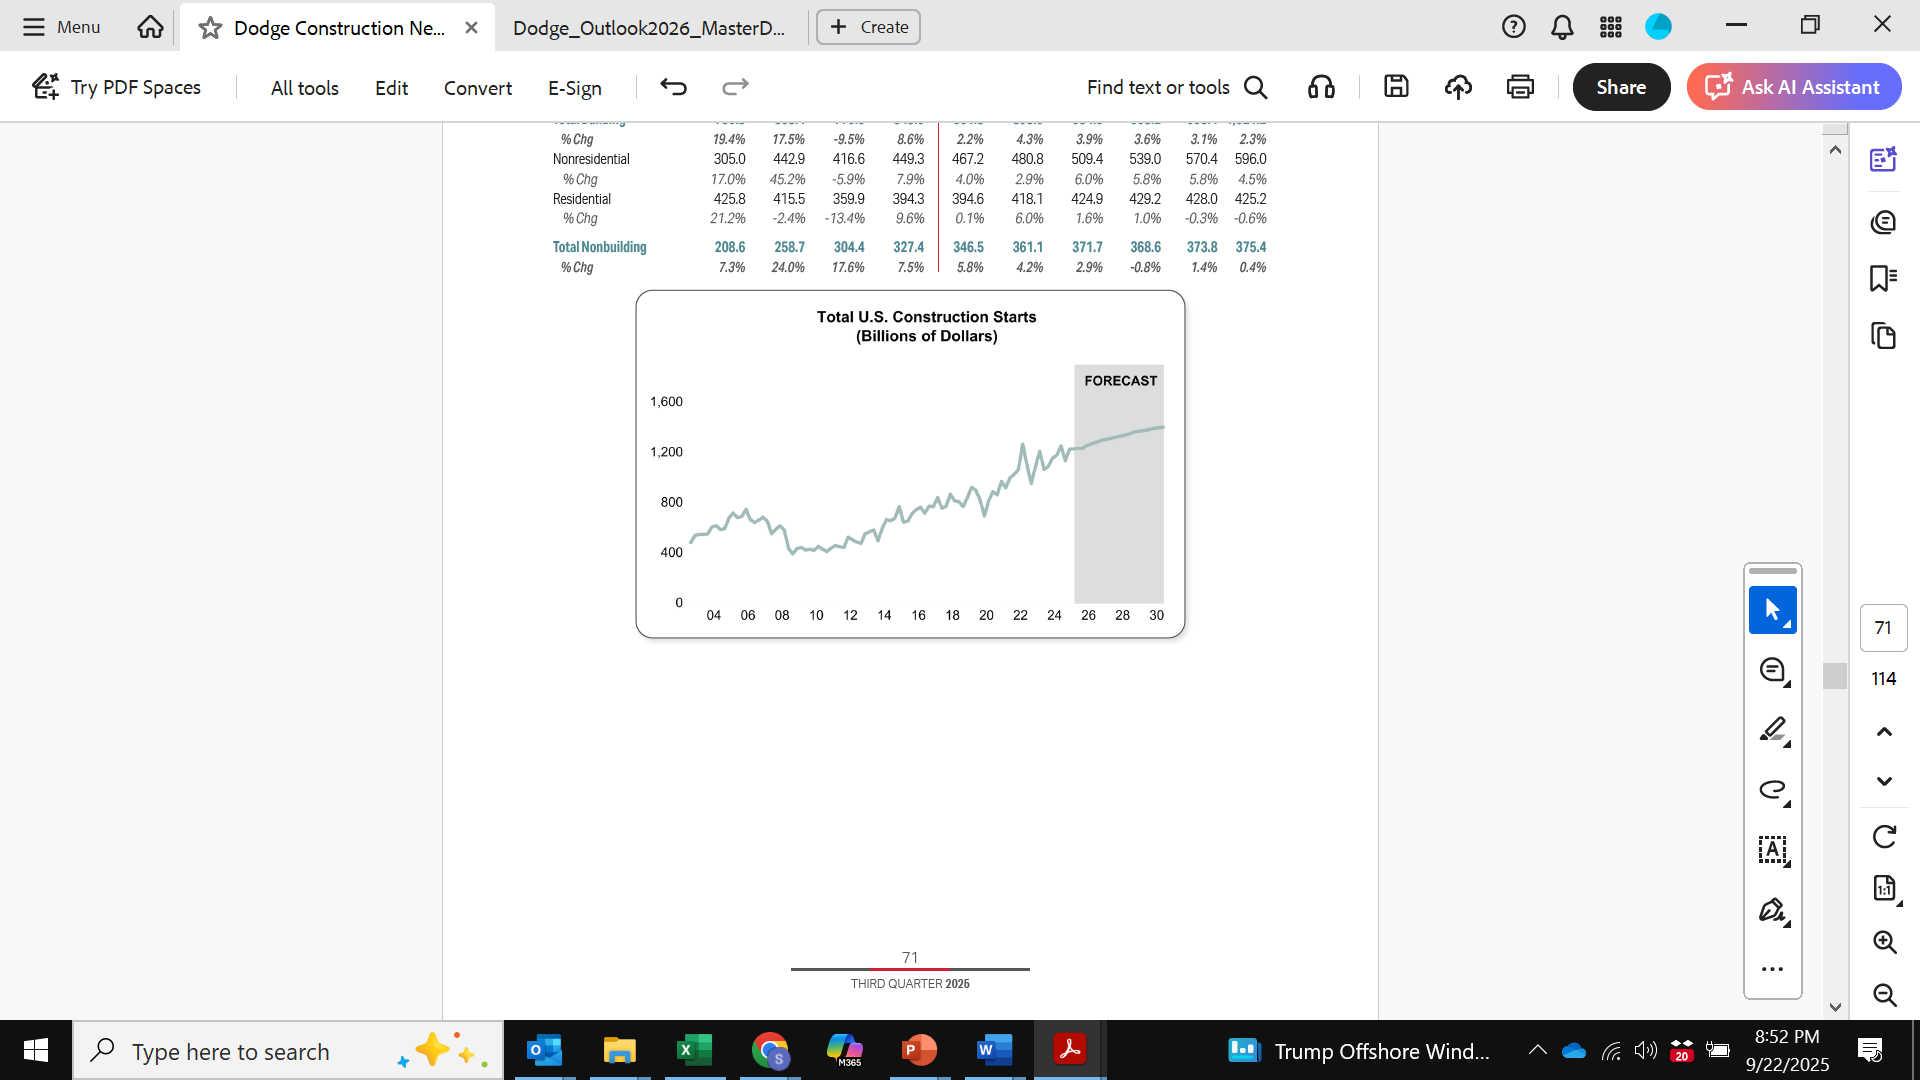 Menu
Dodge Construction Ne...
Dodge_Outlook2026_MasterD...
Create
Try PDF Spaces
All tools
Edit
Convert
E-Sign
Find text or tools
Share
Ask AI Assistant
% Chg 19.4% 17.5% -9.5% 8.6% 2.2% 4.3% 3.9% 3.6% 3.1% 2.3%
Nonresidential 305.0 442.9 416.6 449.3 467.2 480.8 509.4 539.0 570.4 596.0
% Chg 17.0% 45.2% -5.9% 7.9% 4.0% 2.9% 6.0% 5.8% 5.8% 4.5%
Residential 425.8 415.5 359.9 394.3 394.6 418.1 424.9 429.2 428.0 425.2
% Chg 21.2% -2.4% -13.4% 9.6% 0.1% 6.0% 1.6% 1.0% -0.3% -0.6%
Total Nonbuilding 208.6 258.7 304.4 327.4 346.5 361.1 371.7 368.6 373.8 375.4
% Chg 7.3% 24.0% 17.6% 7.5% 5.8% 4.2% 2.9% -0.8% 1.4% 0.4%
Total U.S. Construction Starts
(Billions of Dollars)
FORECAST
1,600
1,200
800
400
0
04 06 08 10 12 14 16 18 20 22 24 26 28 30
71
THIRD QUARTER 2025
71
114
1:1
A
Type here to search
M365
Trump Offshore Wind...
20
8:52 PM
9/22/2025